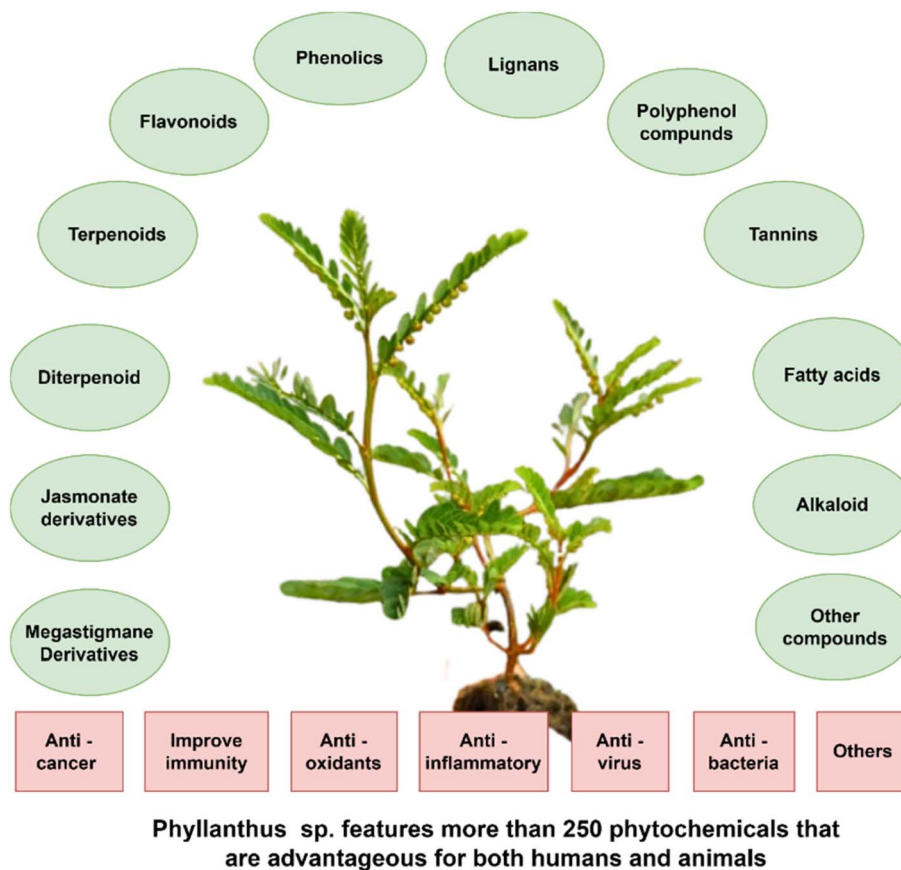 Phenolics
Lignans
Flavonoids
Polyphenol
compunds
Terpenoids
Tannins
Diterpenoid
Fatty acids
Jasmonate
derivatives
Alkaloid
Megastigmane
Derivatives
Other
compounds
Anti -
cancer
Improve
immunity
Anti -
oxidants
Anti -
inflammatory
Anti -
virus
Anti -
bacteria
Others
Phyllanthus sp. features more than 250 phytochemicals that
are advantageous for both humans and animals